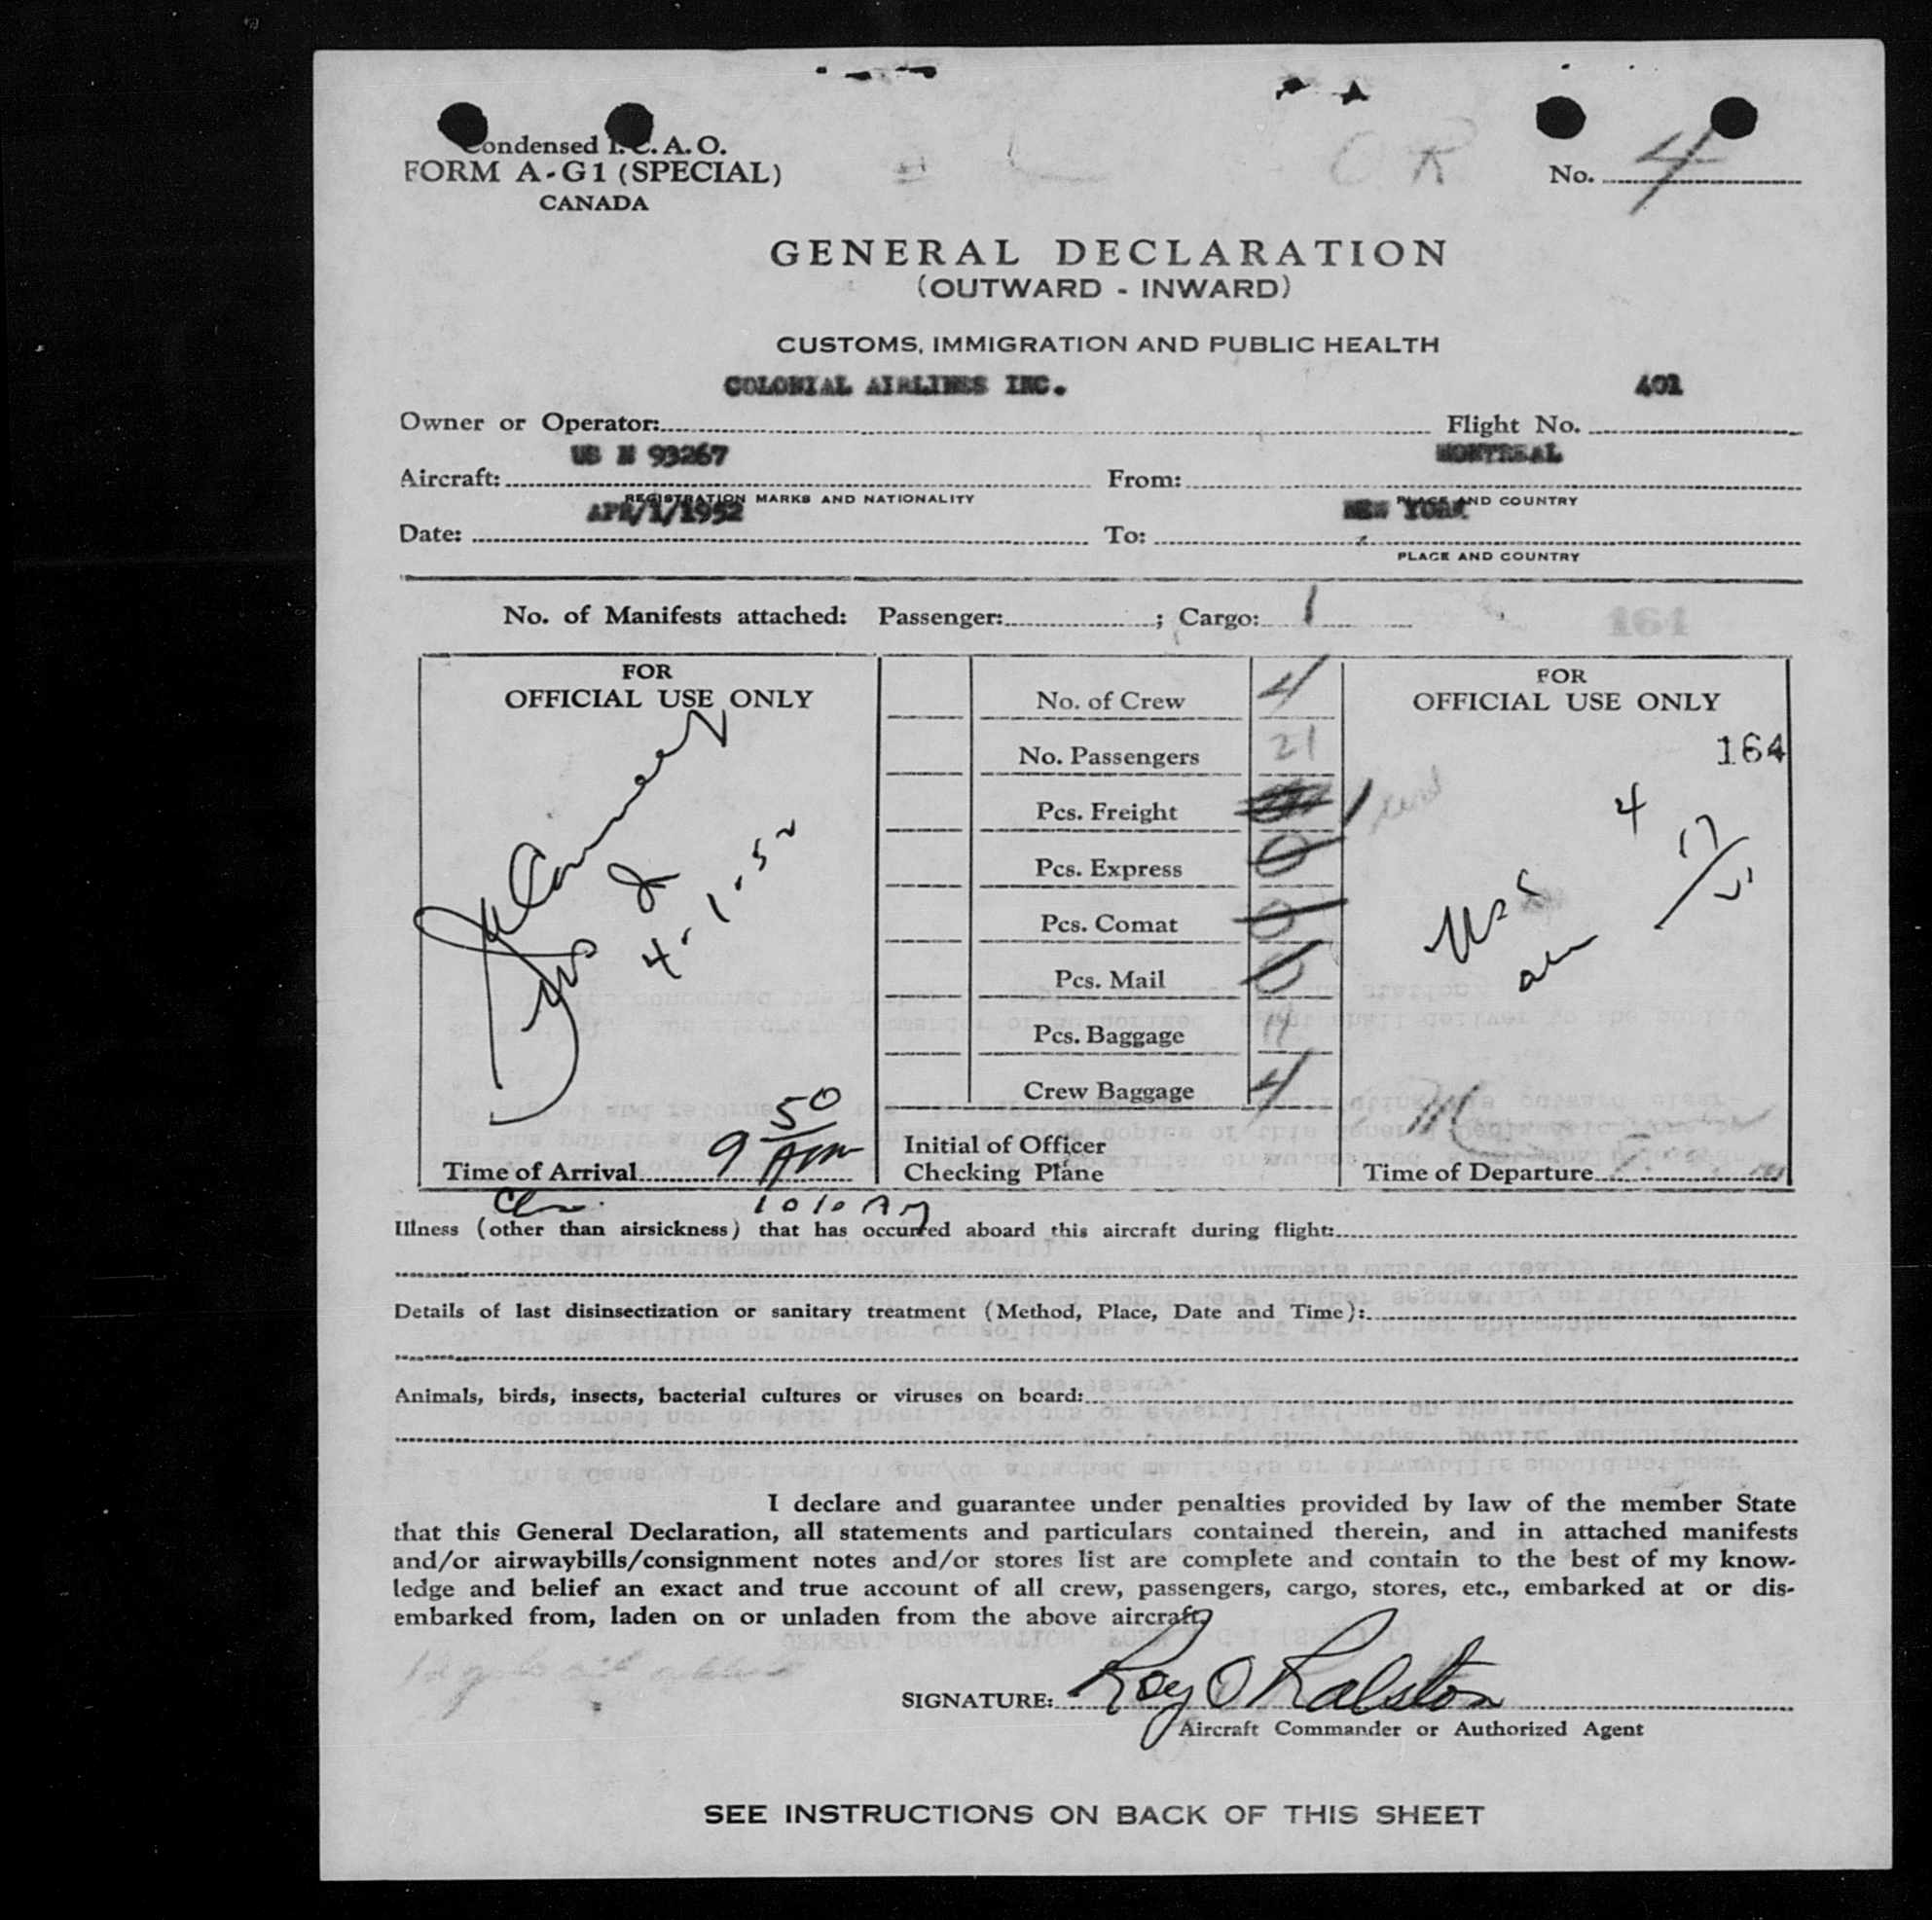 Condensed I.C.A.O.
FORM A-G1 (SPECIAL)
CANADA
No. 4
GENERAL DECLARATION
(OUTWARD - INWARD)
CUSTOMS, IMMIGRATION AND PUBLIC HEALTH
COLONIAL AIRLINES INC. 401
Owner or Operator: Flight No.
US N 93267 MONTREAL
Aircraft: From:
REGISTRATION MARKS AND NATIONALITY PLACE AND COUNTRY
APR/1/1952 NEW YORK
Date: To:
PLACE AND COUNTRY
No. of Manifests attached: Passenger: ; Cargo: 1
164
FOR
OFFICIAL USE ONLY
4-1-52
9 50 AM
Time of Arrival
No. of Crew 4
No. Passengers 21
Pcs. Freight 1
Pcs. Express 0
Pcs. Comat 0
Pcs. Mail 0
Pcs. Baggage
Crew Baggage 4
Initial of Officer
Checking Plane
FOR
OFFICIAL USE ONLY
164
4
Time of Departure
1010 AM
Illness (other than airsickness) that has occurred aboard this aircraft during flight:
Details of last disinsectization or sanitary treatment (Method, Place, Date and Time):
Animals, birds, insects, bacterial cultures or viruses on board:
I declare and guarantee under penalties provided by law of the member State
that this General Declaration, all statements and particulars contained therein, and in attached manifests
and/or airwaybills/consignment notes and/or stores list are complete and contain to the best of my know-
ledge and belief an exact and true account of all crew, passengers, cargo, stores, etc., embarked at or dis-
embarked from, laden on or unladen from the above aircraft.
SIGNATURE: Roy O Ralston
Aircraft Commander or Authorized Agent
SEE INSTRUCTIONS ON BACK OF THIS SHEET